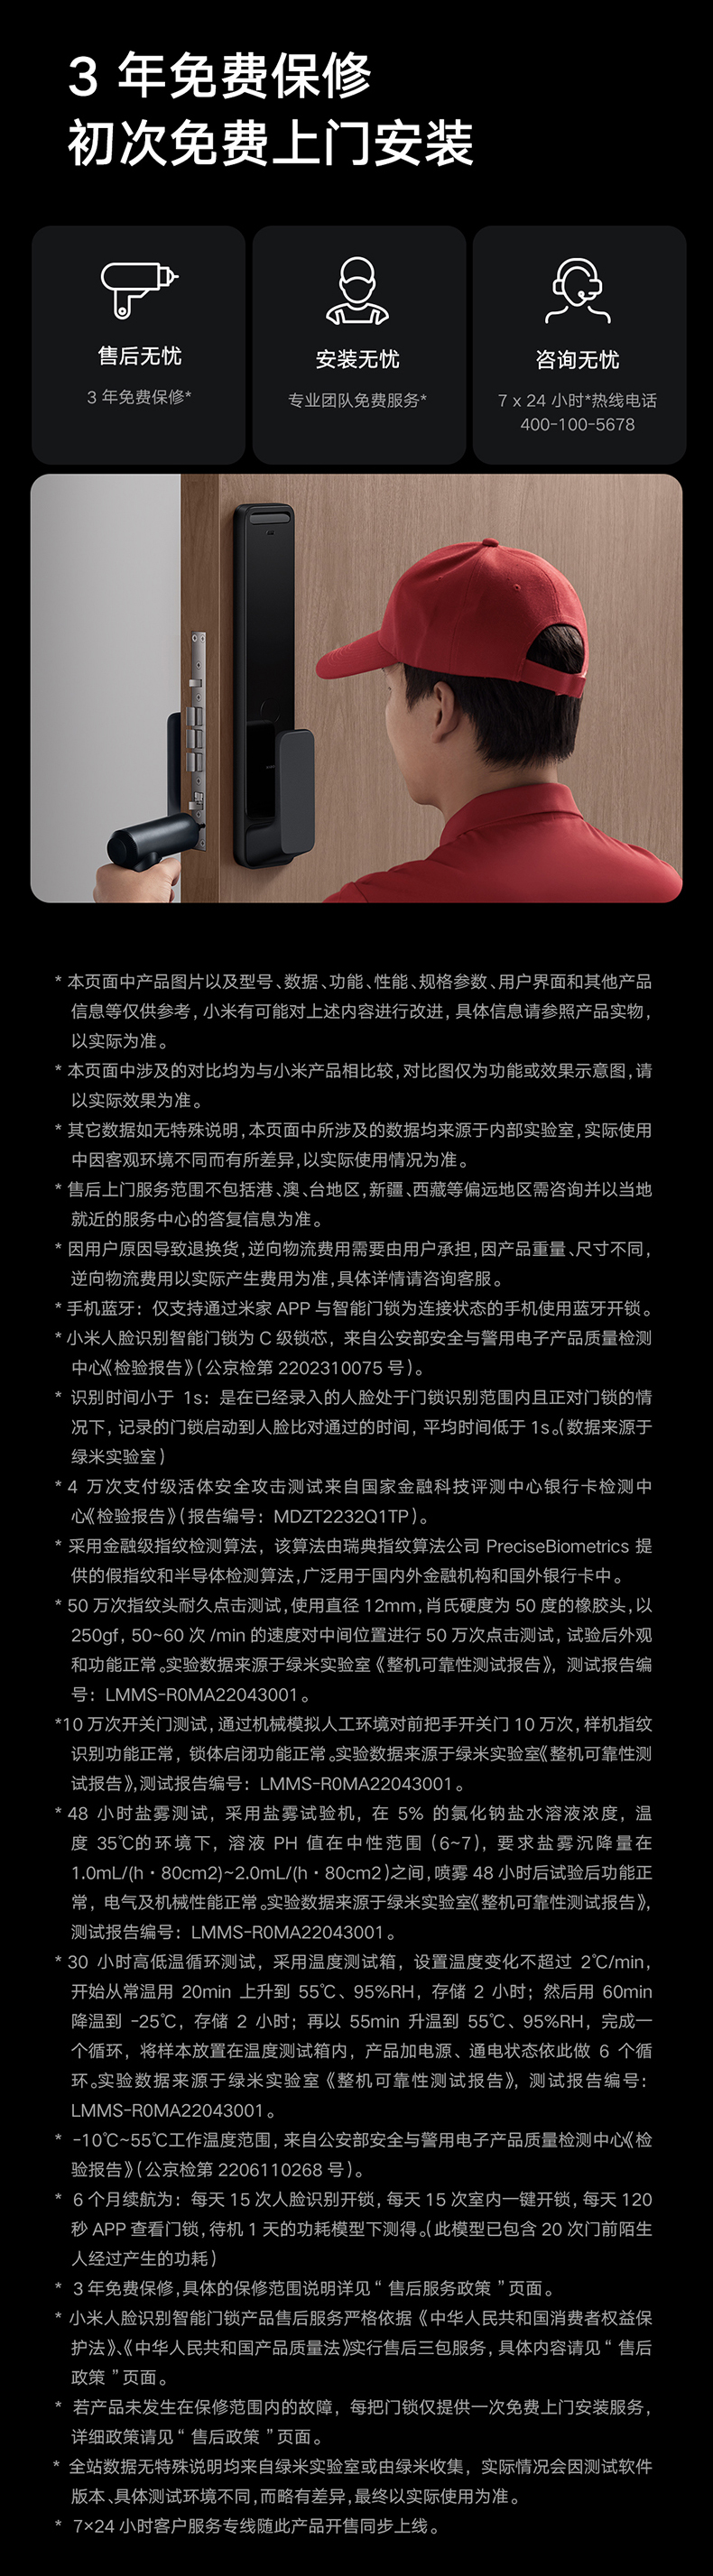 3 年免费保修
初次免费上门安装
售后无忧
3 年免费保修*
安装无忧
专业团队免费服务*
咨询无忧
7 x 24 小时*热线电话
400-100-5678
* 本页面中产品图片以及型号、数据、功能、性能、规格参数、用户界面和其他产品
信息等仅供参考, 小米有可能对上述内容进行改进, 具体信息请参照产品实物,
以实际为准。
* 本页面中涉及的对比均为与小米产品相比较, 对比图仅为功能或效果示意图, 请
以实际效果为准。
* 其它数据如无特殊说明, 本页面中所涉及的数据均来源于内部实验室, 实际使用
中因客观环境不同而有所差异, 以实际使用情况为准。
* 售后上门服务范围不包括港、澳、台地区, 新疆、西藏等偏远地区需咨询并以当地
就近的服务中心的答复信息为准。
* 因用户原因导致退换货, 逆向物流费用需要由用户承担, 因产品重量、尺寸不同,
逆向物流费用以实际产生费用为准, 具体详情请咨询客服。
* 手机蓝牙: 仅支持通过米家 APP 与智能门锁为连接状态的手机使用蓝牙开锁。
* 小米人脸识别智能门锁为 C 级锁芯, 来自公安部安全与警用电子产品质量检测
中心《检验报告》(公京检第 2202310075 号)。
* 识别时间小于 1s: 是在已经录入的人脸处于门锁识别范围内且正对门锁的情
况下, 记录的门锁启动到人脸比对通过的时间, 平均时间低于 1s。(数据来源于
绿米实验室)
* 4 万次支付级活体安全攻击测试来自国家金融科技评测中心银行卡检测中
心《检验报告》(报告编号: MDZT2232Q1TP)。
* 采用金融级指纹检测算法, 该算法由瑞典指纹算法公司 PreciseBiometrics 提
供的假指纹和半导体检测算法, 广泛用于国内外金融机构和国外银行卡中。
* 50 万次指纹头耐久点击测试, 使用直径 12mm, 肖氏硬度为 50 度的橡胶头, 以
250gf, 50~60 次 /min 的速度对中间位置进行 50 万次点击测试, 试验后外观
和功能正常。实验数据来源于绿米实验室《整机可靠性测试报告》, 测试报告编
号: LMMS-R0MA22043001。
*10 万次开关门测试, 通过机械模拟人工环境对前把手开关门 10 万次, 样机指纹
识别功能正常, 锁体启闭功能正常。实验数据来源于绿米实验室《整机可靠性测
试报告》, 测试报告编号: LMMS-R0MA22043001。
* 48 小时盐雾测试, 采用盐雾试验机, 在 5% 的氯化钠盐水溶液浓度, 温
度 35℃的环境下, 溶液 PH 值在中性范围 (6~7), 要求盐雾沉降量在
1.0mL/(h·80cm2)~2.0mL/(h·80cm2)之间, 喷雾 48 小时后试验后功能正
常, 电气及机械性能正常。实验数据来源于绿米实验室《整机可靠性测试报告》,
测试报告编号: LMMS-R0MA22043001。
* 30 小时高低温循环测试, 采用温度测试箱, 设置温度变化不超过 2℃/min,
开始从常温用 20min 上升到 55℃、95%RH, 存储 2 小时; 然后用 60min
降温到 -25℃, 存储 2 小时; 再以 55min 升温到 55℃、95%RH, 完成一
个循环, 将样本放置在温度测试箱内, 产品加电源、通电状态依此做 6 个循
环。实验数据来源于绿米实验室《整机可靠性测试报告》, 测试报告编号:
LMMS-R0MA22043001。
* -10℃~55℃工作温度范围, 来自公安部安全与警用电子产品质量检测中心《检
验报告》(公京检第 2206110268 号)。
* 6 个月续航为: 每天 15 次人脸识别开锁, 每天 15 次室内一键开锁, 每天 120
秒 APP 查看门锁, 待机 1 天的功耗模型下测得。(此模型已包含 20 次门前陌生
人经过产生的功耗)
* 3 年免费保修, 具体的保修范围说明详见“ 售后服务政策 ”页面。
* 小米人脸识别智能门锁产品售后服务严格依据《中华人民共和国消费者权益保
护法》、《中华人民共和国产品质量法》实行售后三包服务, 具体内容请见“ 售后
政策 ”页面。
* 若产品未发生在保修范围内的故障, 每把门锁仅提供一次免费上门安装服务,
详细政策请见“ 售后政策 ”页面。
* 全站数据无特殊说明均来自绿米实验室或由绿米收集, 实际情况会因测试软件
版本、具体测试环境不同, 而略有差异, 最终以实际使用为准。
* 7×24 小时客户服务专线随此产品开售同步上线。